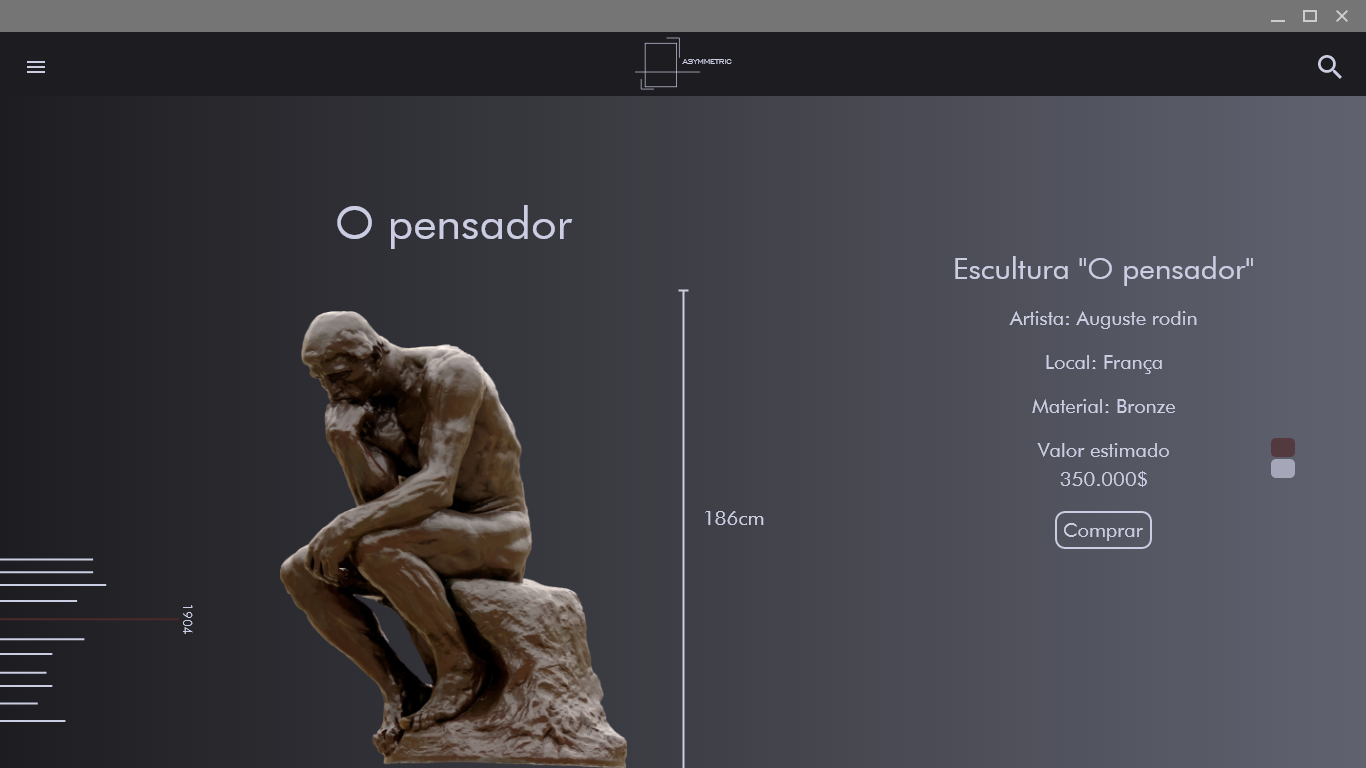 ASYMMETRIC
O pensador
Escultura "O pensador"
Artista: Auguste rodin
Local: França
Material: Bronze
Valor estimado
350.000$
Comprar
186cm
1904